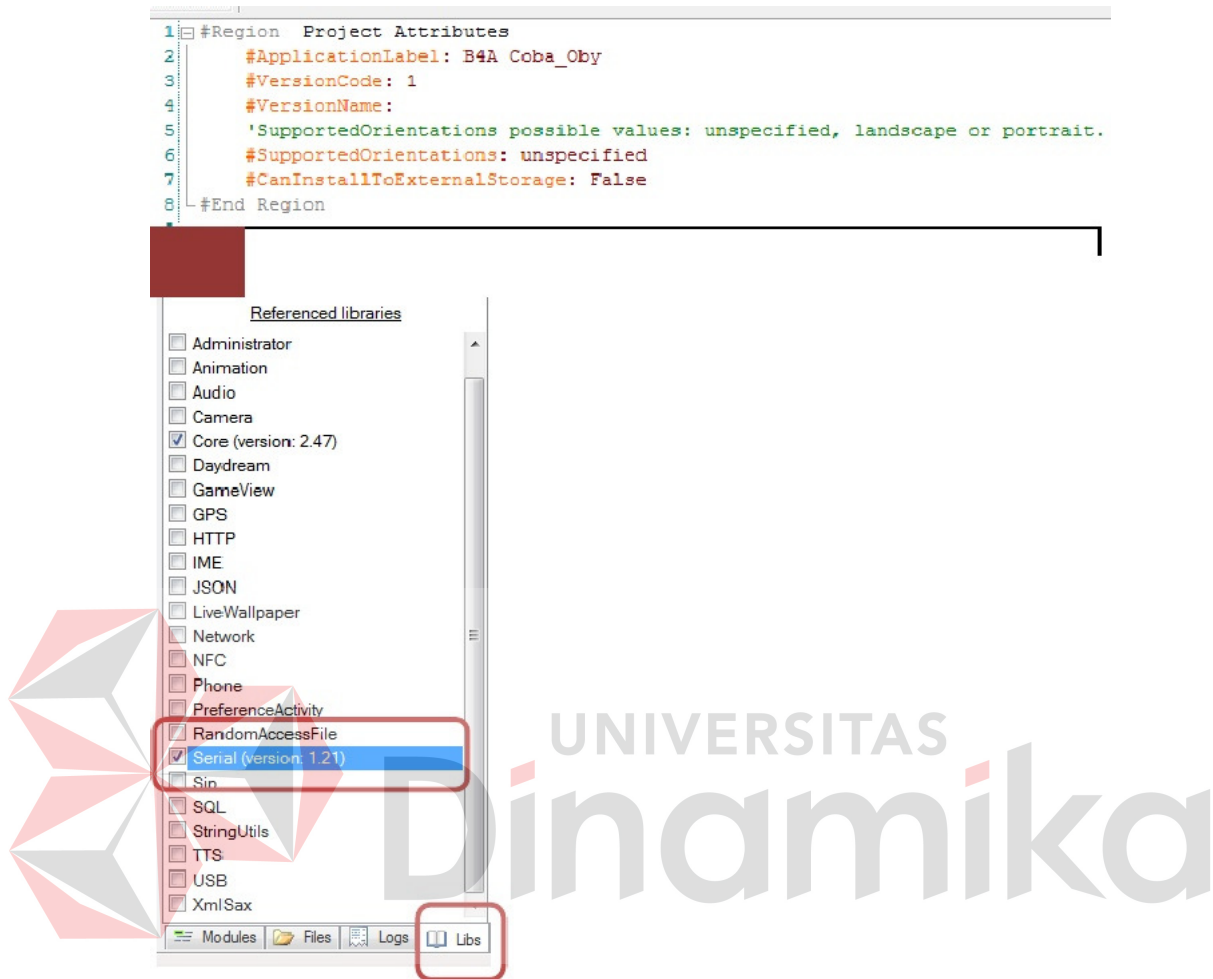 1 #Region Project Attributes
2 #ApplicationLabel: B4A Coba_Oby
3 #VersionCode: 1
4 #VersionName:
5 'SupportedOrientations possible values: unspecified, landscape or portrait.
6 #SupportedOrientations: unspecified
7 #CanInstallToExternalStorage: False
8 #End Region
Referenced libraries
Administrator
Animation
Audio
Camera
Core (version: 2.47)
Daydream
GameView
GPS
HTTP
IME
JSON
LiveWallpaper
Network
NFC
Phone
PreferenceActivity
RandomAccessFile
Serial (version: 1.21)
Sip
SQL
StringUtils
TTS
USB
XmlSax
Modules Files Logs Libs
UNIVERSITAS
Dinamika